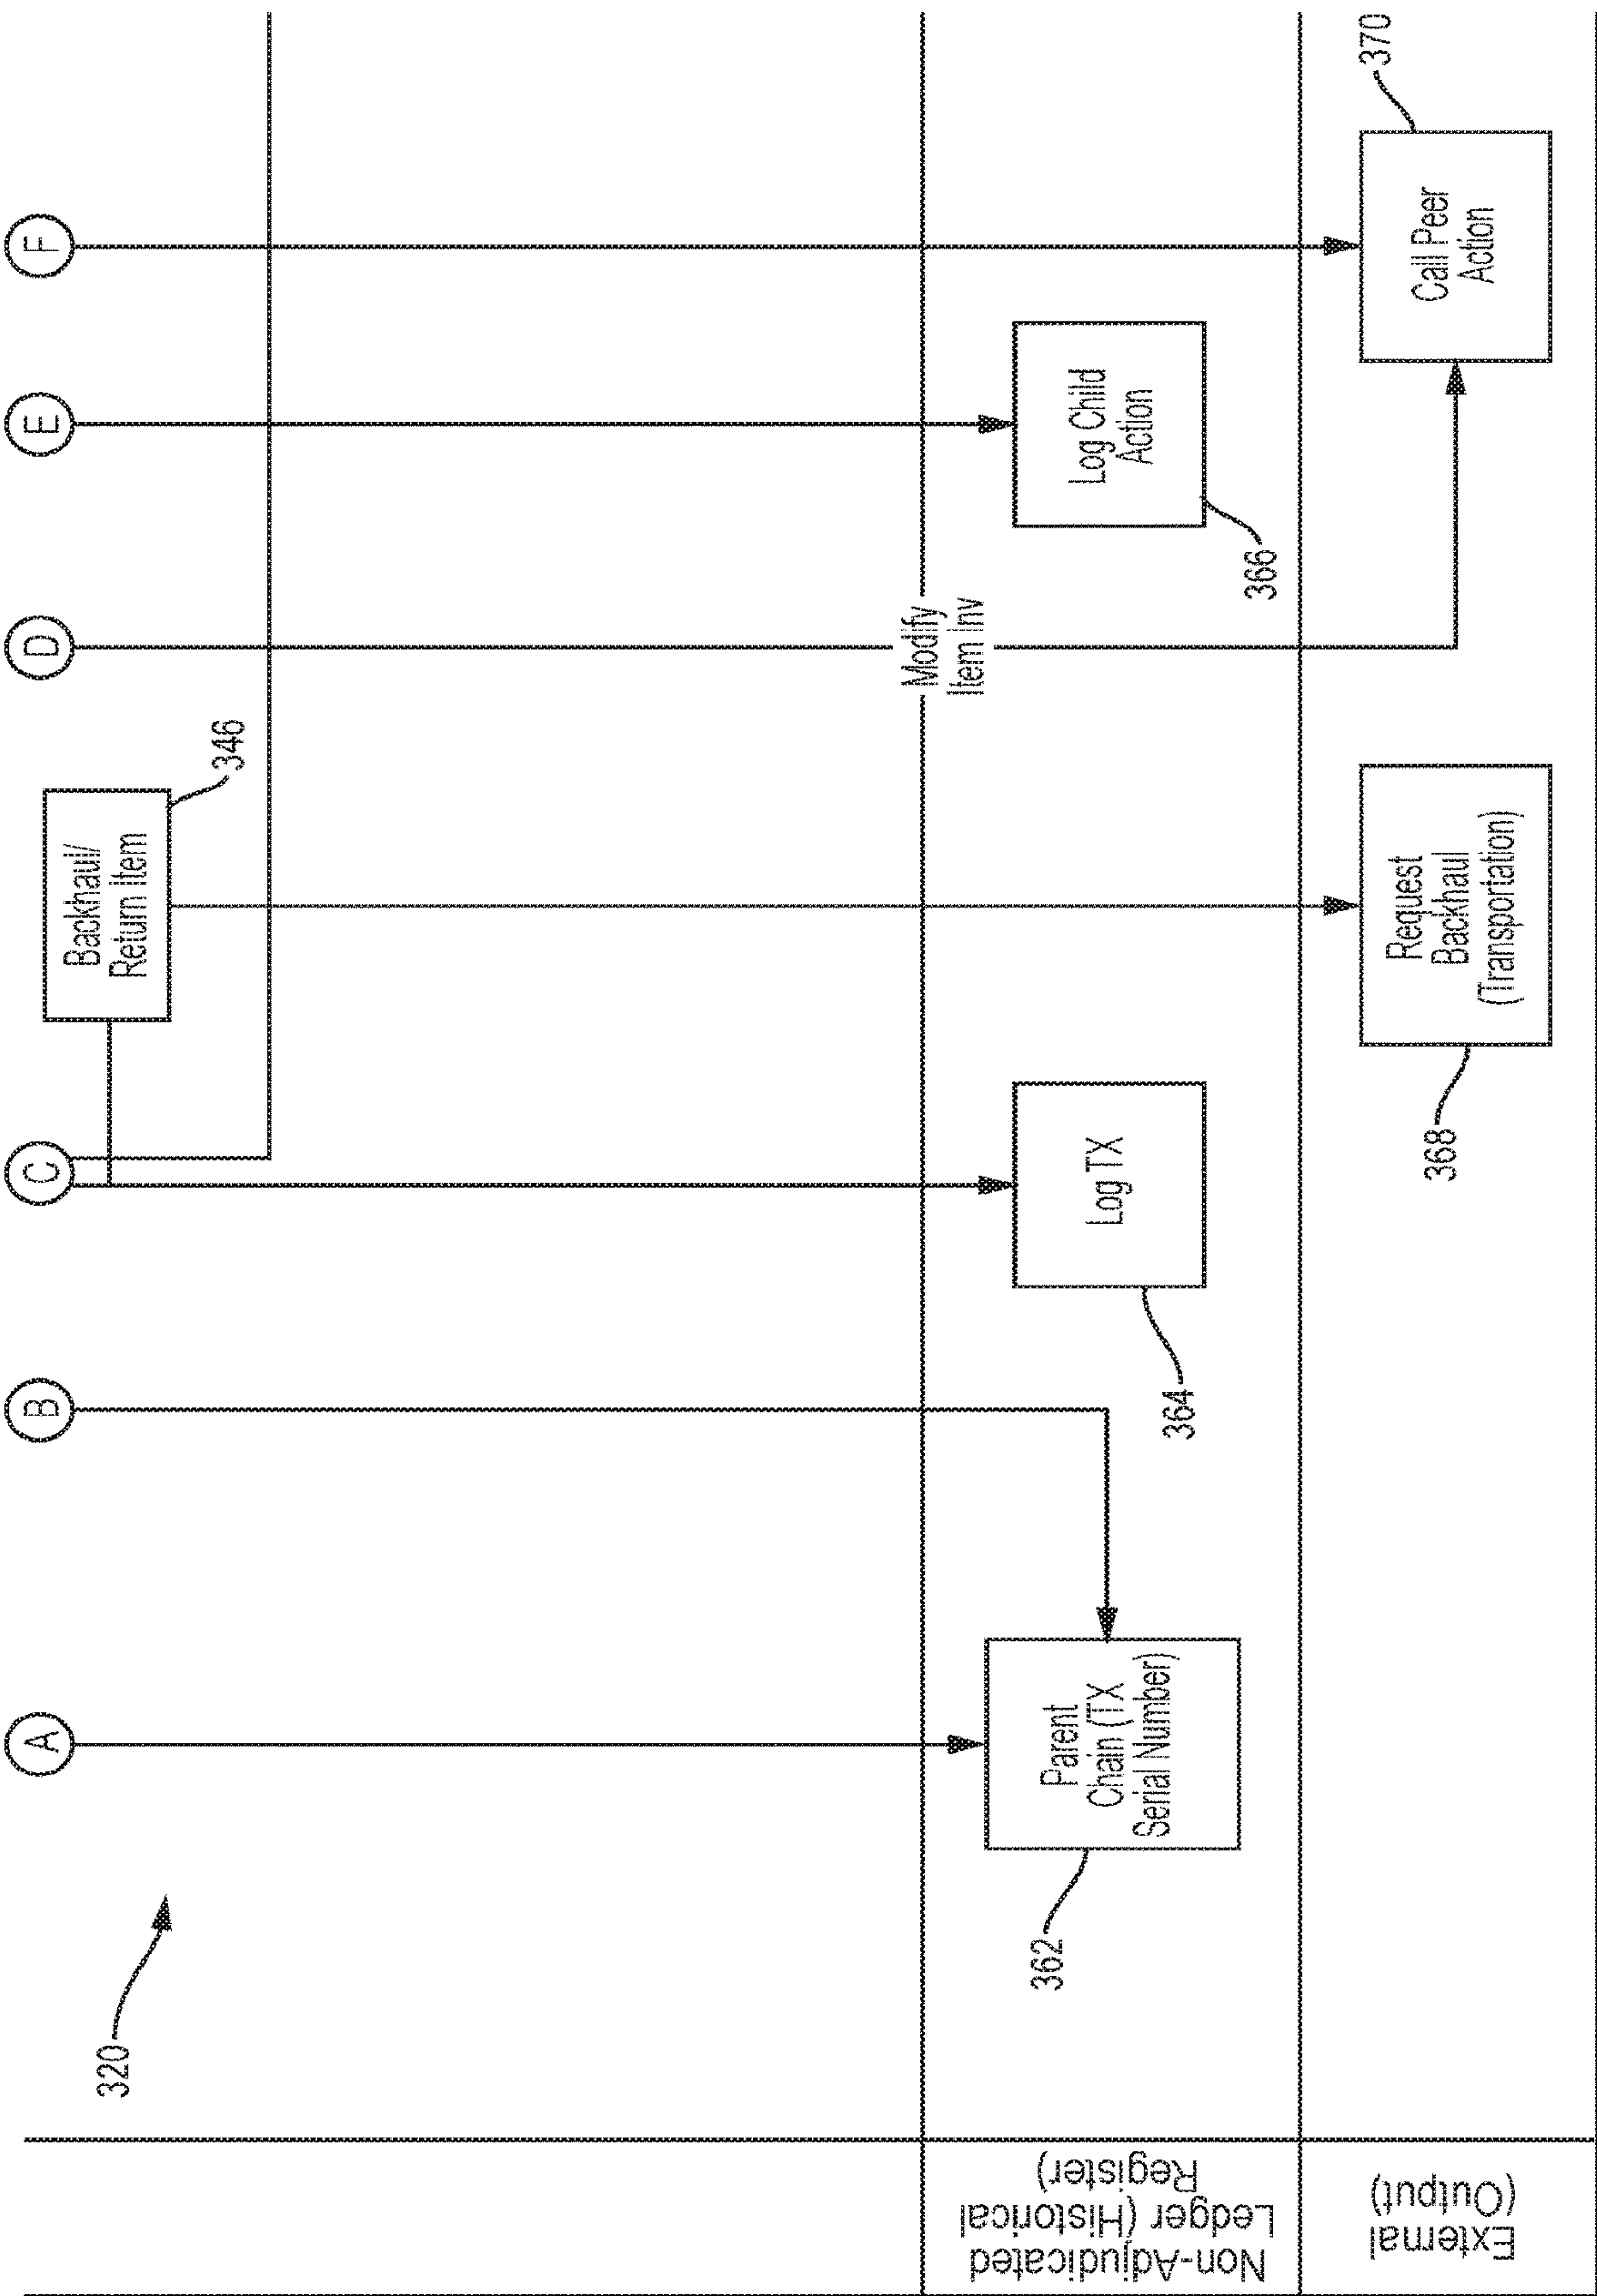 320
A
B
C
D
E
F
Backhaul/
Return Item
346
Non-Adjudicated
Ledger (Historical
Register)
362
Parent
Chain (TX
Serial Number)
364
Log TX
Modify
Item Inv
366
Log Child
Action
External
(Output)
368
Request
Backhaul
(Transportation)
Call Peer
Action
370